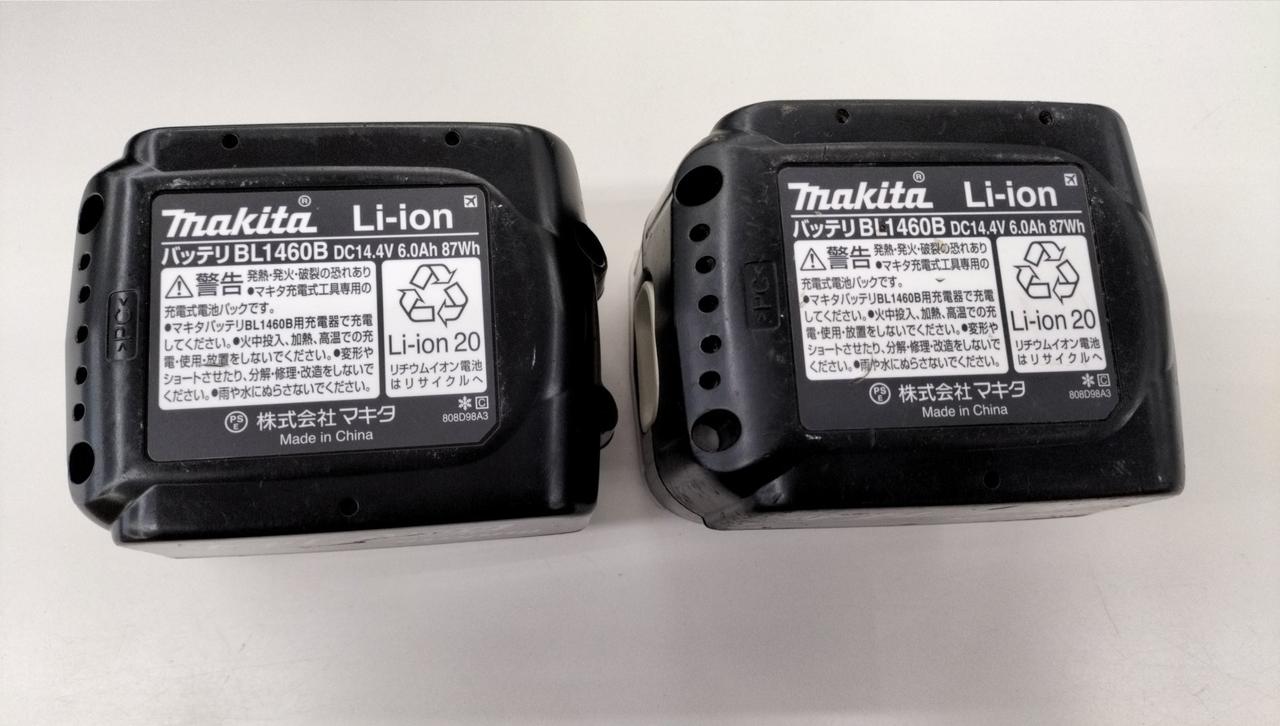 makita® Li-ion
バッテリ BL1460B DC14.4V 6.0Ah 87Wh
警告 発熱・発火・破裂の恐れあり
●マキタ充電式工具専用の
充電式電池パックです。
●マキタバッテリBL1460B用充電器で充電
してください。●火中投入、加熱、高温での充
電・使用・放置をしないでください。●変形や
ショートさせたり、分解・修理・改造をしないで
ください。●雨や水にぬらさないでください。
Li-ion 20
リチウムイオン電池
はリサイクルへ
PSE 株式会社 マキタ
Made in China
C
808D98A3
>PC<
makita® Li-ion
バッテリ BL1460B DC14.4V 6.0Ah 87Wh
警告 発熱・発火・破裂の恐れあり
●マキタ充電式工具専用の
充電式電池パックです。
●マキタバッテリBL1460B用充電器で充電
してください。●火中投入、加熱、高温での充
電・使用・放置をしないでください。●変形や
ショートさせたり、分解・修理・改造をしないで
ください。●雨や水にぬらさないでください。
Li-ion 20
リチウムイオン電池
はリサイクルへ
PSE 株式会社 マキタ
Made in China
C
808D98A3
>PC<